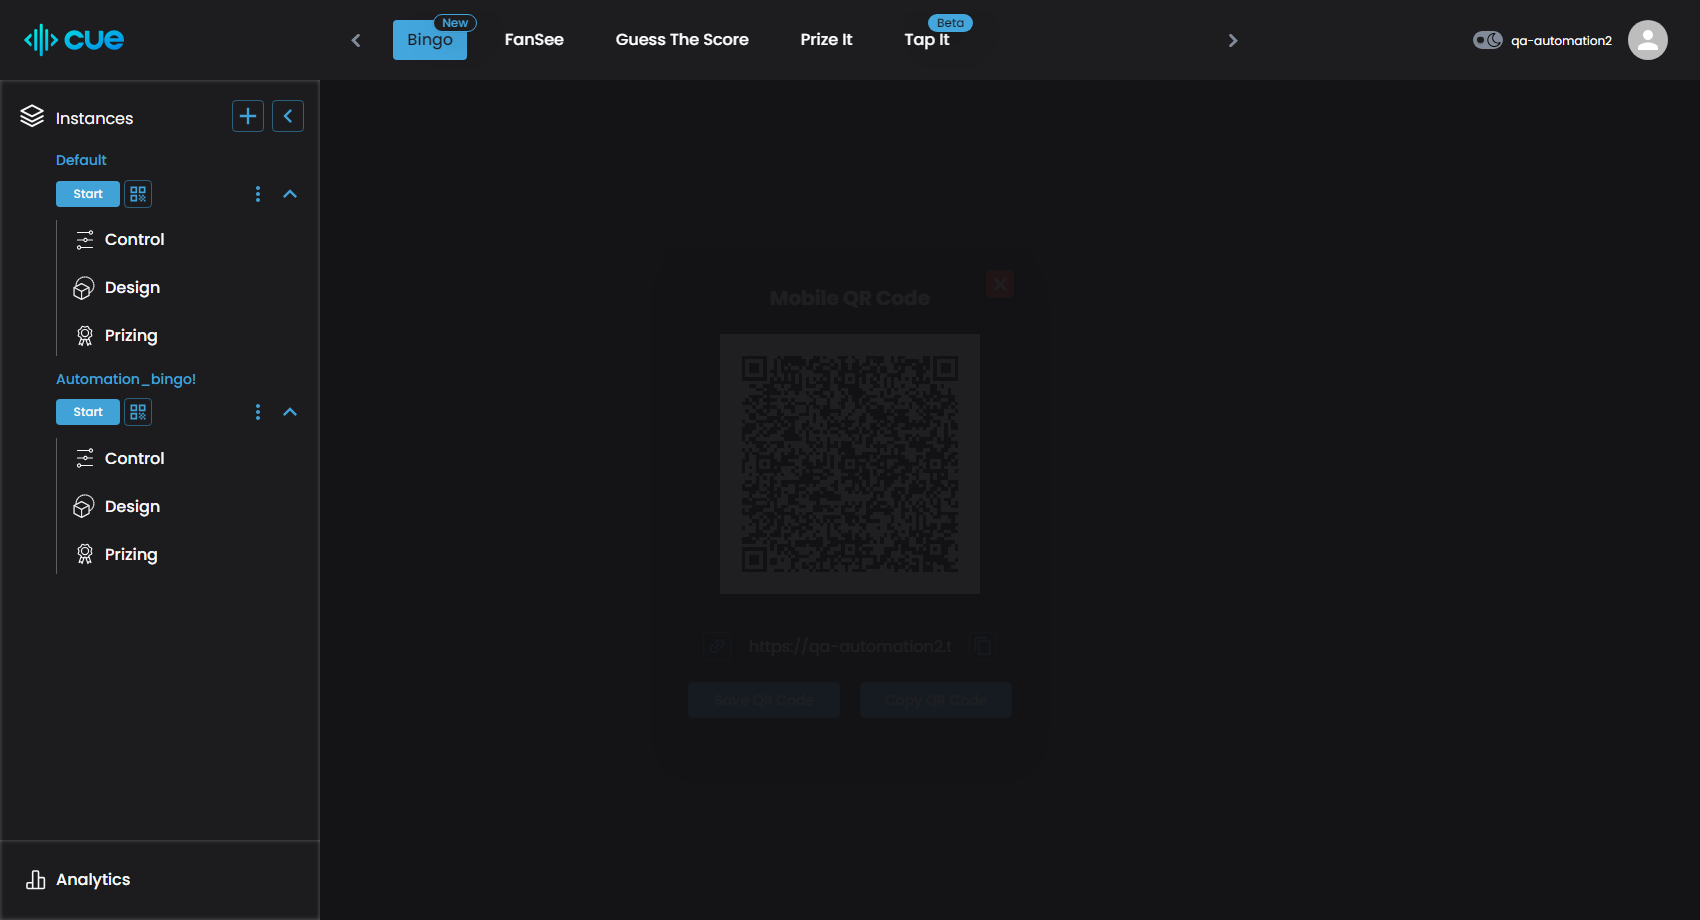 cue
Bingo
New
FanSee
Guess The Score
Prize It
Tap It
Beta
qa-automation2
Instances
Default
Start
Control
Design
Prizing
Automation_bingo!
Start
Control
Design
Prizing
Analytics
Mobile QR Code
https://qa-automation2.t
Save QR Code
Copy QR Code